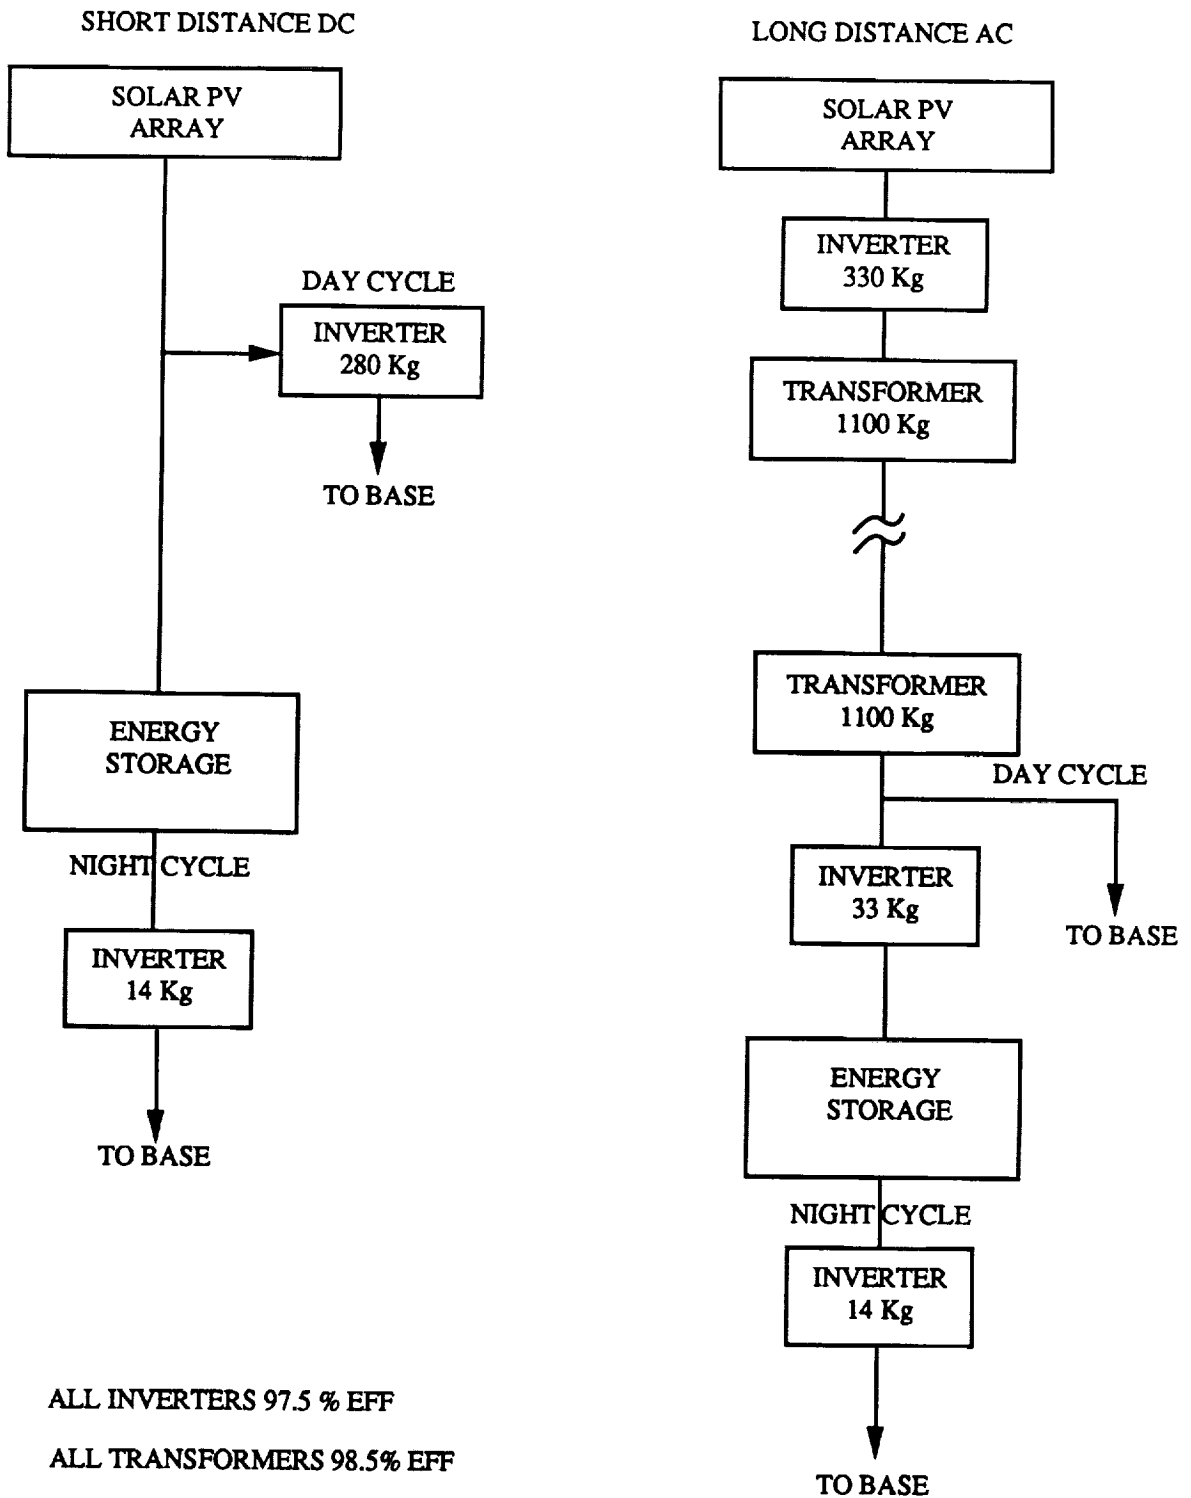 SHORT DISTANCE DC
SOLAR PV
ARRAY
DAY CYCLE
INVERTER
280 Kg
TO BASE
ENERGY
STORAGE
NIGHT CYCLE
INVERTER
14 Kg
TO BASE
LONG DISTANCE AC
SOLAR PV
ARRAY
INVERTER
330 Kg
TRANSFORMER
1100 Kg
TRANSFORMER
1100 Kg
DAY CYCLE
INVERTER
33 Kg
TO BASE
ENERGY
STORAGE
NIGHT CYCLE
INVERTER
14 Kg
TO BASE
ALL INVERTERS 97.5 % EFF
ALL TRANSFORMERS 98.5% EFF